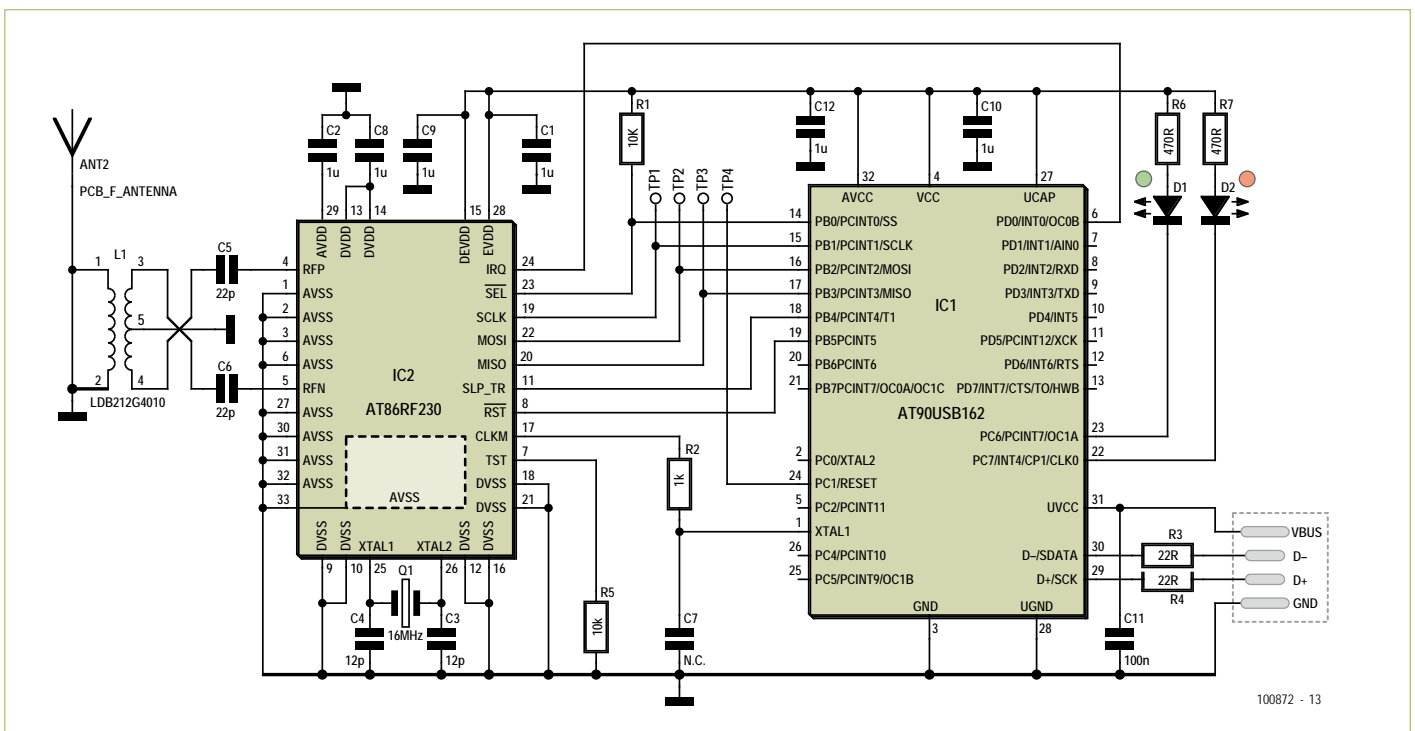 ANT2
PCB_F_ANTENNA
L1
1
3
5
2
4
LDB212G4010
C5
22p
C6
22p
C2
1u
C8
1u
C9
1u
C1
1u
R1
10K
TP1
TP2
TP3
TP4
C12
1u
C10
1u
R6
470R
R7
470R
D1
D2
29
13
14
15
28
AVDD
DVDD
DVDD
DEVDD
EVDD
4
RFP
1
AVSS
2
AVSS
3
AVSS
6
AVSS
5
RFN
27
AVSS
30
AVSS
31
AVSS
32
AVSS
33
AVSS
IC2
AT86RF230
IRQ
24
SEL
23
SCLK
19
MOSI
22
MISO
20
SLP_TR
11
RST
8
CLKM
17
TST
7
DVSS
18
DVSS
21
DVSS
DVSS
XTAL1
XTAL2
DVSS
DVSS
9
10
25
26
12
16
Q1
16MHz
C4
12p
C3
12p
R5
10k
R2
1k
C7
N.C.
32
4
27
AVCC
VCC
UCAP
14
PB0/PCINT0/SS
15
PB1/PCINT1/SCLK
16
PB2/PCINT2/MOSI
17
PB3/PCINT3/MISO
18
PB4/PCINT4/T1
19
PB5PCINT5
20
PB6PCINT6
21
PB7PCINT7/OC0A/OC1C
IC1
AT90USB162
2
PC0/XTAL2
24
PC1/RESET
5
PC2/PCINT11
1
XTAL1
26
PC4/PCINT10
25
PC5/PCINT9/OC1B
PD0/INT0/OC0B
6
PD1/INT1/AIN0
7
PD2/INT2/RXD
8
PD3/INT3/TXD
9
PD4/INT5
10
PD5/PCINT12/XCK
11
PD6/INT6/RTS
12
PD7/INT7/CTS/TO/HWB
13
PC6/PCINT7/OC1A
23
PC7/INT4/CP1/CLK0
22
UVCC
31
D–/SDATA
30
D+/SCK
29
GND
UGND
3
28
R3
22R
22R
R4
C11
100n
VBUS
D–
D+
GND
100872 - 13